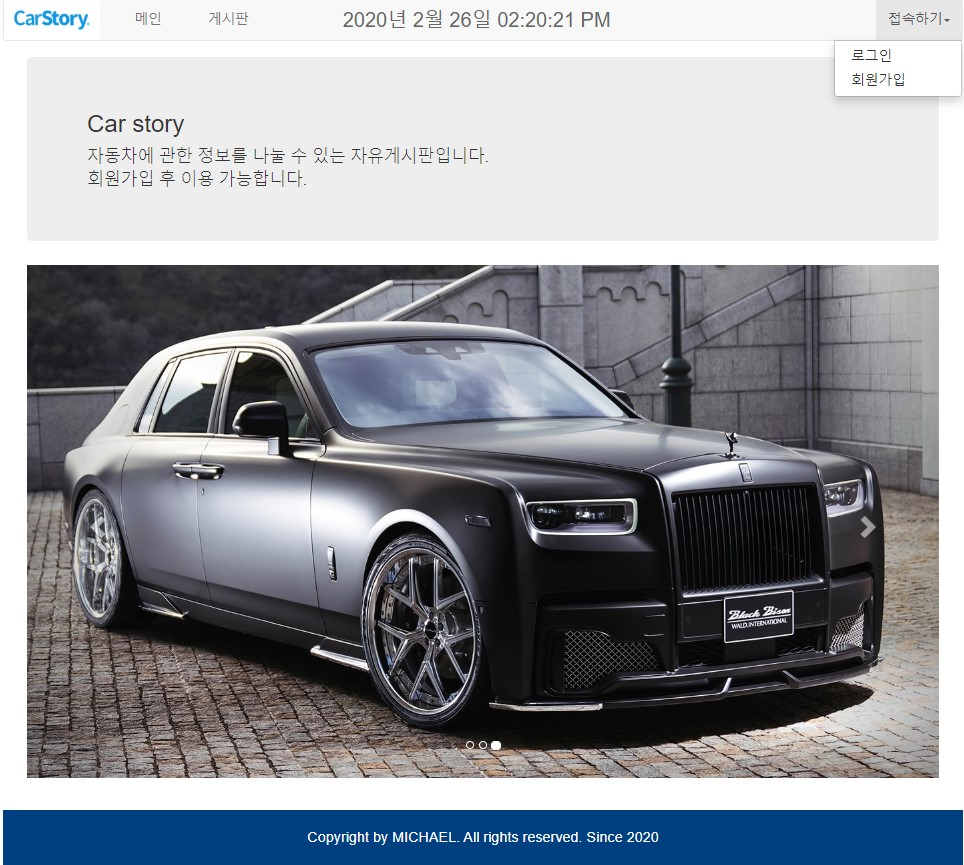 CarStory.
메인
게시판
2020년 2월 26일 02:20:21 PM
접속하기
로그인
회원가입
Car story
자동차에 관한 정보를 나눌 수 있는 자유게시판입니다.
회원가입 후 이용 가능합니다.
Black Bison
WALD.INTERNATIONAL
Copyright by MICHAEL. All rights reserved. Since 2020